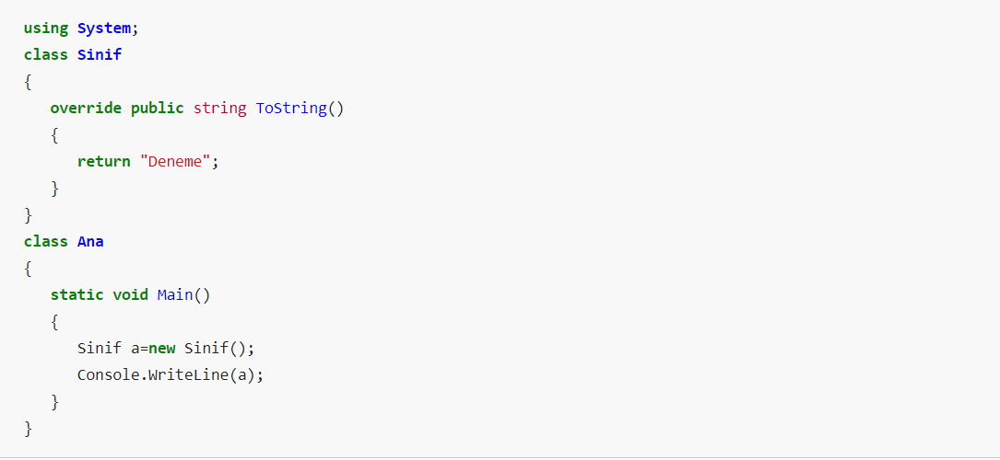 using System;
class Sinif
{
   override public string ToString()
   {
      return "Deneme";
   }
}
class Ana
{
   static void Main()
   {
      Sinif a=new Sinif();
      Console.WriteLine(a);
   }
}